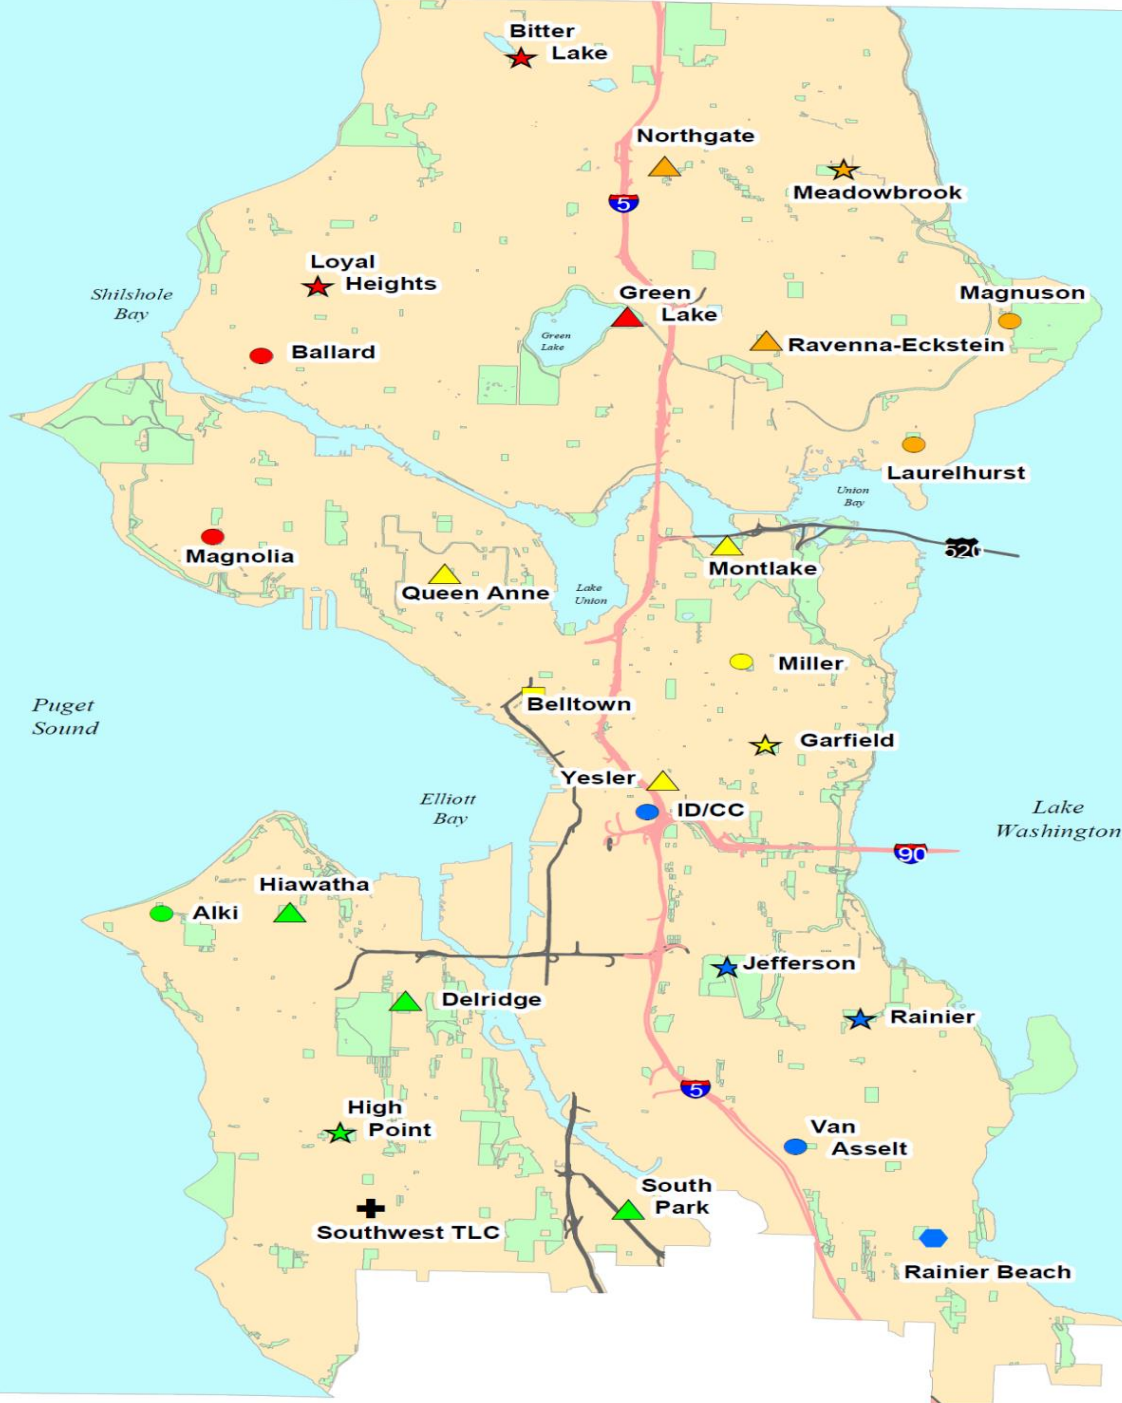 Bitter
Lake
Northgate
Meadowbrook
5
Loyal
Heights
Shilshole
Bay
Green
Lake
Magnuson
Green
Lake
Ravenna-Eckstein
Ballard
Laurelhurst
Union
Bay
520
Magnolia
Montlake
Queen Anne
Lake
Union
Miller
Puget
Sound
Belltown
Garfield
Yesler
Elliott
Bay
ID/CC
Lake
Washington
90
Hiawatha
Alki
Jefferson
Delridge
Rainier
5
High
Point
Van
Asselt
South
Park
Southwest TLC
Rainier Beach